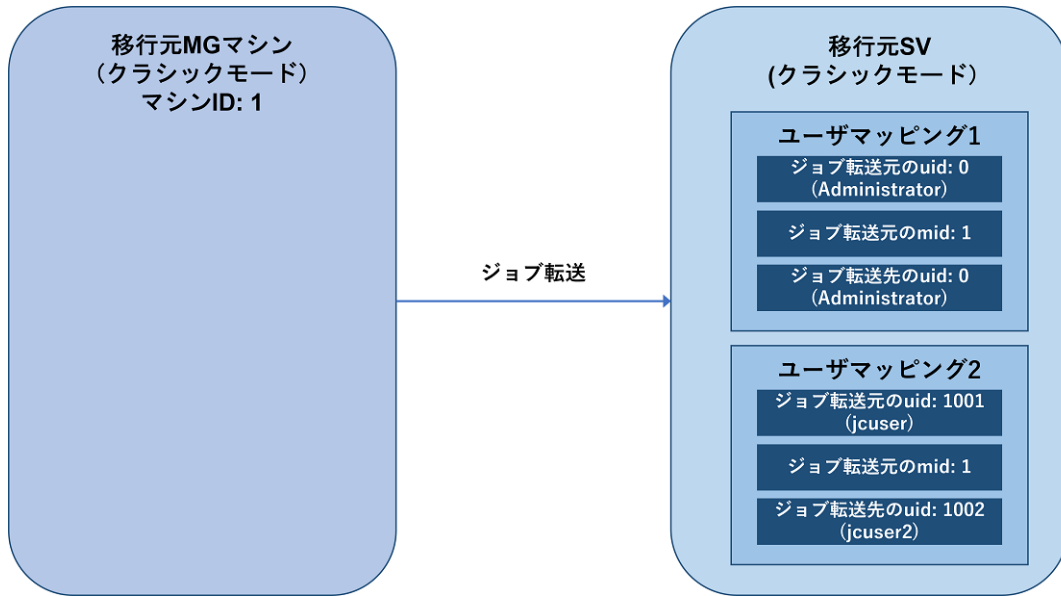 移行元MGマシン
（クラシックモード）
マシンID: 1
ジョブ転送
移行元SV
(クラシックモード）
ユーザマッピング1
ジョブ転送元のuid: 0
(Administrator)
ジョブ転送元のmid: 1
ジョブ転送先のuid: 0
(Administrator)
ユーザマッピング2
ジョブ転送元のuid: 1001
(jcuser)
ジョブ転送元のmid: 1
ジョブ転送先のuid: 1002
(jcuser2)